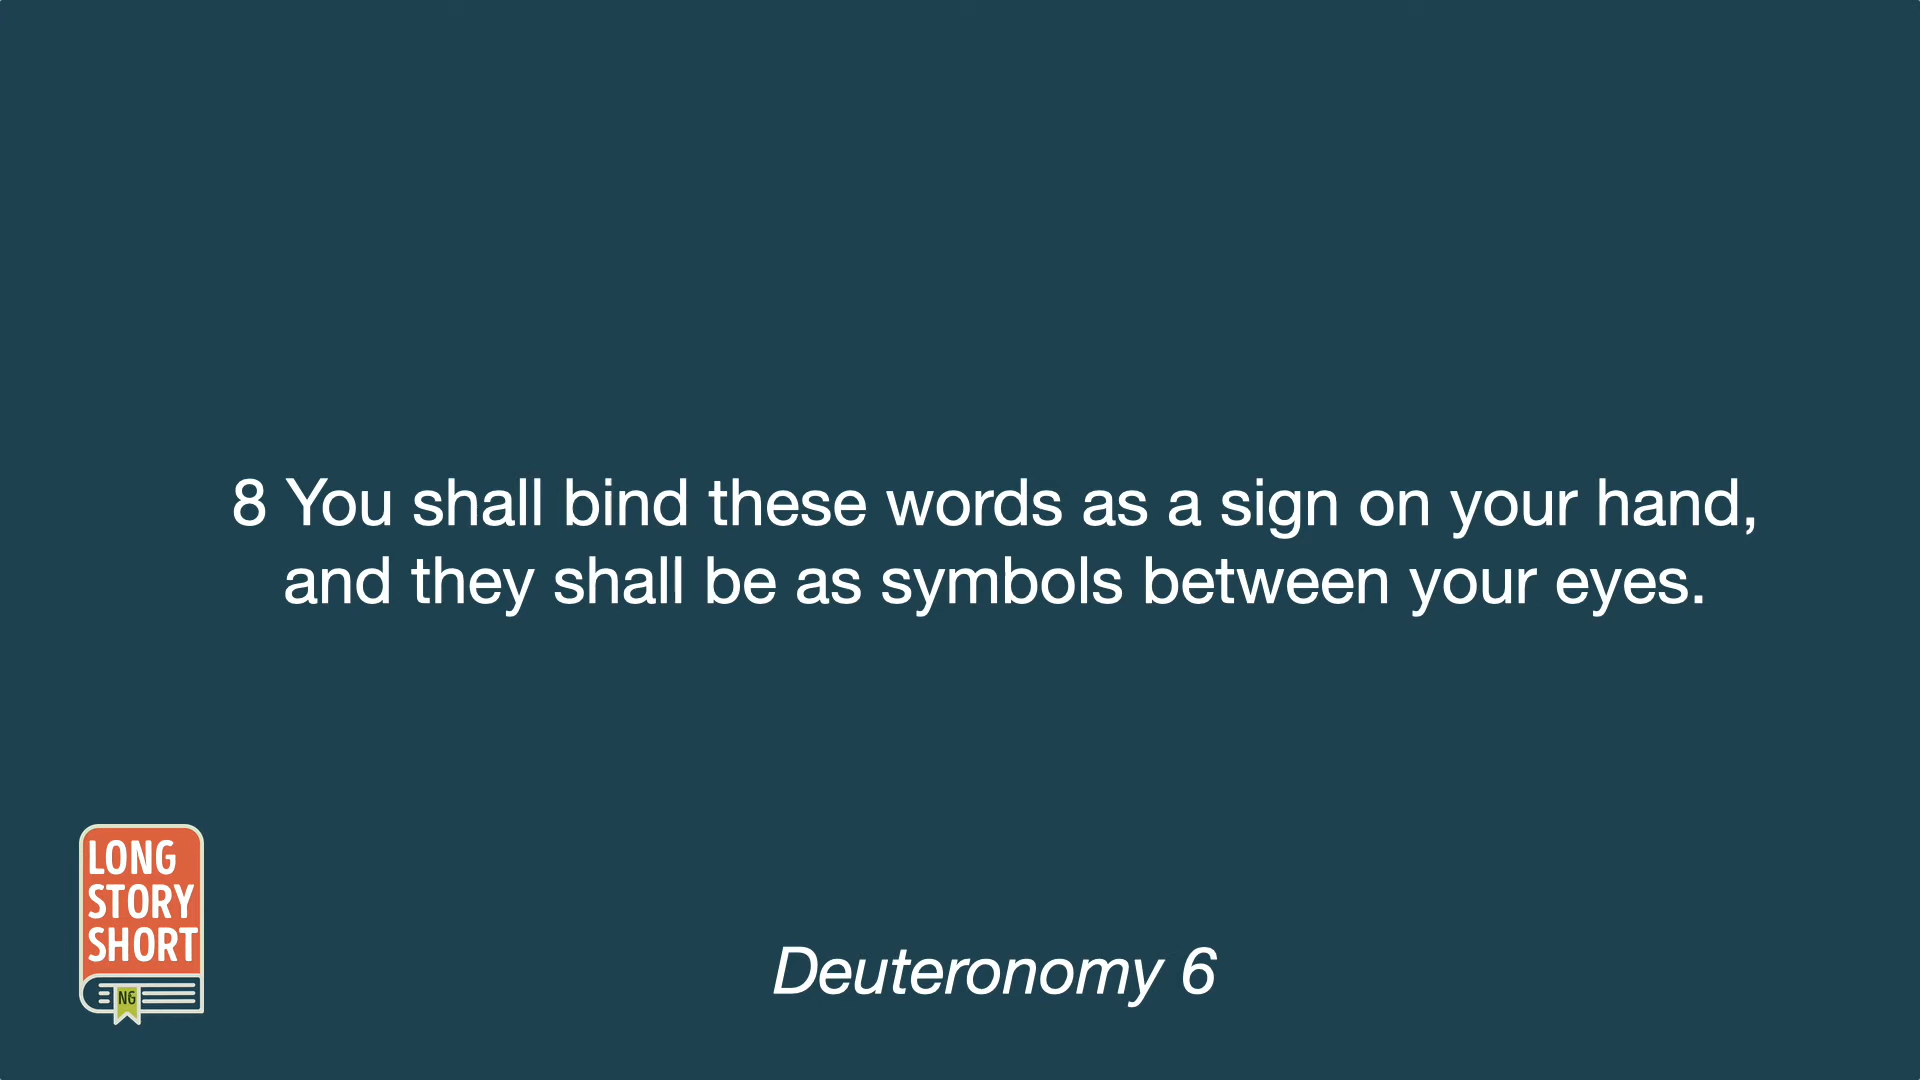 8 You shall bind these words as a sign on your hand,
and they shall be as symbols between your eyes.
LONG
STORY
SHORT
NG
Deuteronomy 6